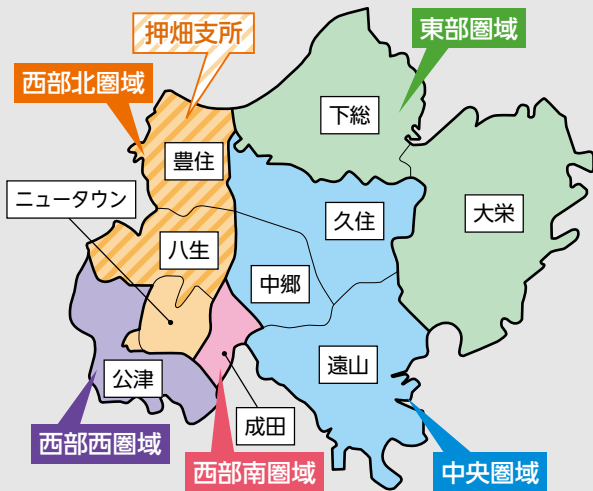 押畑支所
東部圏域
西部北圏域
下総
豊住
ニュータウン
久住
大栄
八生
中郷
公津
遠山
成田
西部西圏域
西部南圏域
中央圏域